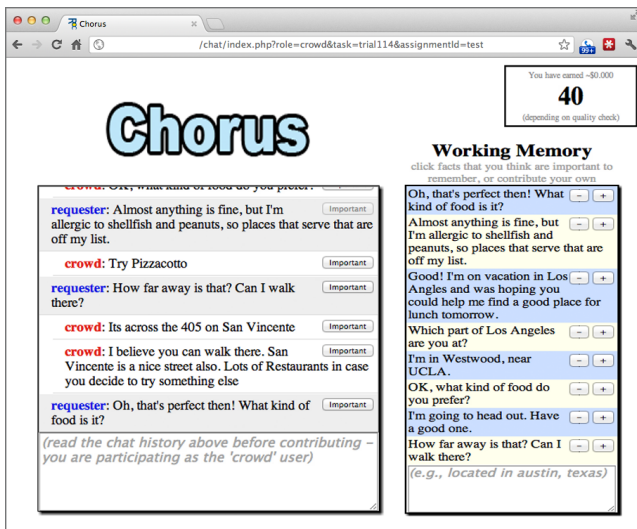 Chorus
/chat/index.php?role=crowd&task=trial114&assignmentId=test
99+
You have earned ~$0.000
40
(depending on quality check)
Chorus
Working Memory
click facts that you think are important to
remember, or contribute your own
crowd: OK, what kind of food do you prefer?
requester: Almost anything is fine, but I'm
allergic to shellfish and peanuts, so places that serve that are
off my list.
Important
crowd: Try Pizzacotto
Important
requester: How far away is that? Can I walk
there?
Important
crowd: Its across the 405 on San Vincente
Important
crowd: I believe you can walk there. San
Vincente is a nice street also. Lots of Restaurants in case
you decide to try something else
Important
requester: Oh, that's perfect then! What kind of
food is it?
Important
(read the chat history above before contributing –
you are participating as the 'crowd' user)
Oh, that's perfect then! What
kind of food is it?
- +
Almost anything is fine, but
I'm allergic to shellfish and
peanuts, so places that serve that are
off my list.
- +
Good! I'm on vacation in Los
Angles and was hoping you
could help me find a good place for
lunch tomorrow.
- +
Which part of Los Angeles
are you at?
- +
I'm in Westwood, near
UCLA.
- +
OK, what kind of food do
you prefer?
- +
I'm going to head out. Have
a good one.
- +
How far away is that? Can I
walk there?
- +
(e.g., located in austin, texas)